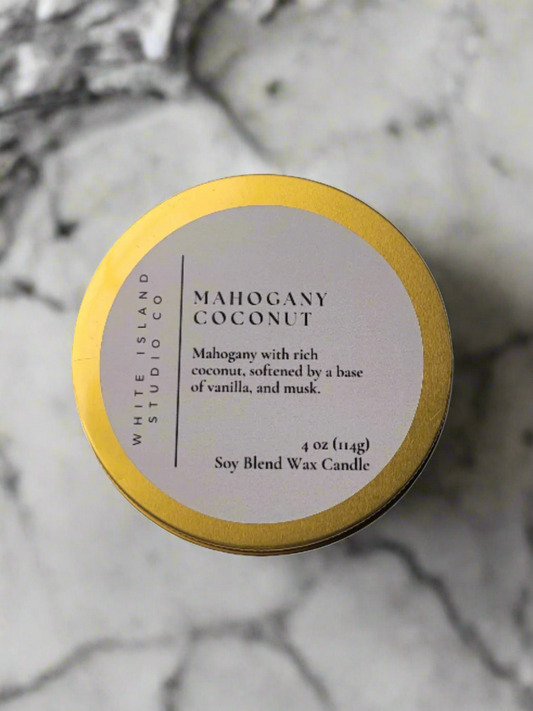 WHITE ISLAND
STUDIO CO
MAHOGANY
COCONUT
Mahogany with rich
coconut, softened by a base
of vanilla, and musk.
4 oz (114g)
Soy Blend Wax Candle